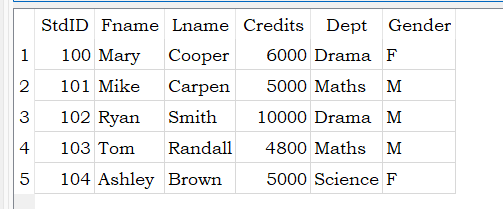 StdID Fname Lname Credits Dept Gender
1 100 Mary Cooper 6000 Drama F
2 101 Mike Carpen 5000 Maths M
3 102 Ryan Smith 10000 Drama M
4 103 Tom Randall 4800 Maths M
5 104 Ashley Brown 5000 Science F